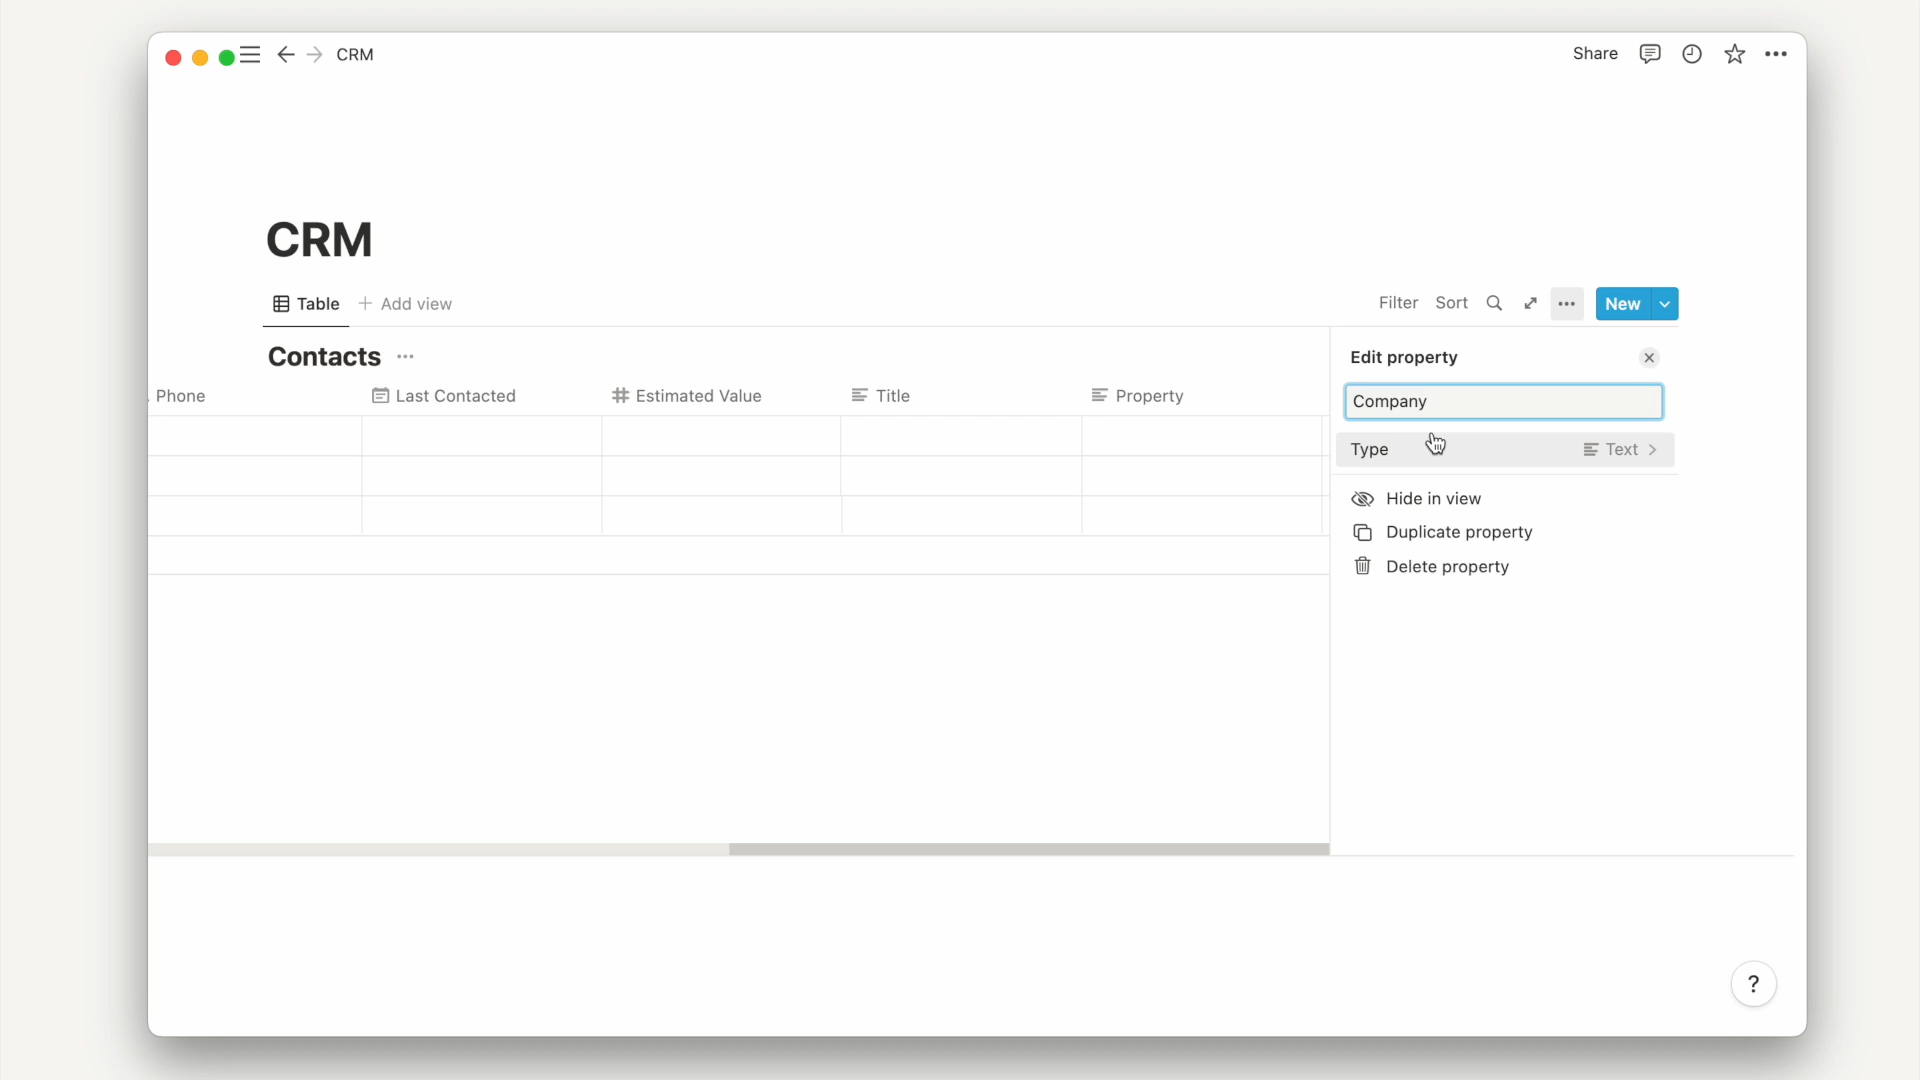 CRM
Share
CRM
Table
Add view
Filter
Sort
New
Contacts
Phone
Last Contacted
Estimated Value
Title
Property
Edit property
Company
Type
Text
Hide in view
Duplicate property
Delete property
?